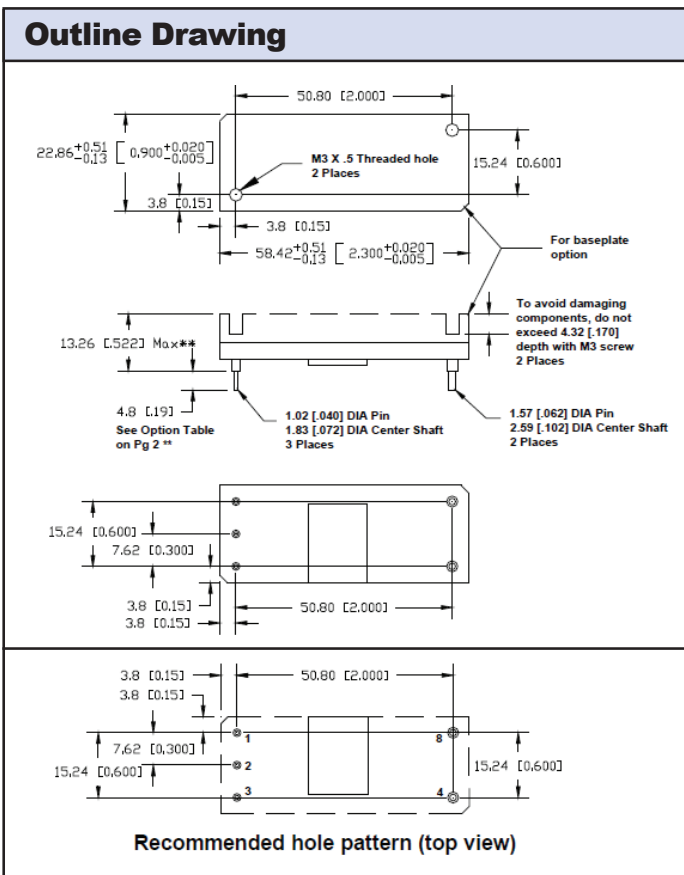 Outline Drawing
50.80 [2.000]
22.86+0.51-0.13 [ 0.900+0.020-0.005 ]
M3 X .5 Threaded hole
2 Places
15.24 [0.600]
3.8 [0.15]
3.8 [0.15]
58.42+0.51-0.13 [ 2.300+0.020-0.005 ]
For baseplate
option
To avoid damaging
components, do not
exceed 4.32 [.170]
depth with M3 screw
2 Places
13.26 [.522] Max**
4.8 [.19]
See Option Table
on Pg 2 **
1.02 [.040] DIA Pin
1.83 [.072] DIA Center Shaft
3 Places
1.57 [.062] DIA Pin
2.59 [.102] DIA Center Shaft
2 Places
15.24 [0.600]
7.62 [0.300]
3.8 [0.15]
3.8 [0.15]
50.80 [2.000]
3.8 [0.15]
50.80 [2.000]
3.8 [0.15]
1
8
7.62 [0.300]
2
15.24 [0.600]
15.24 [0.600]
3
4
Recommended hole pattern (top view)